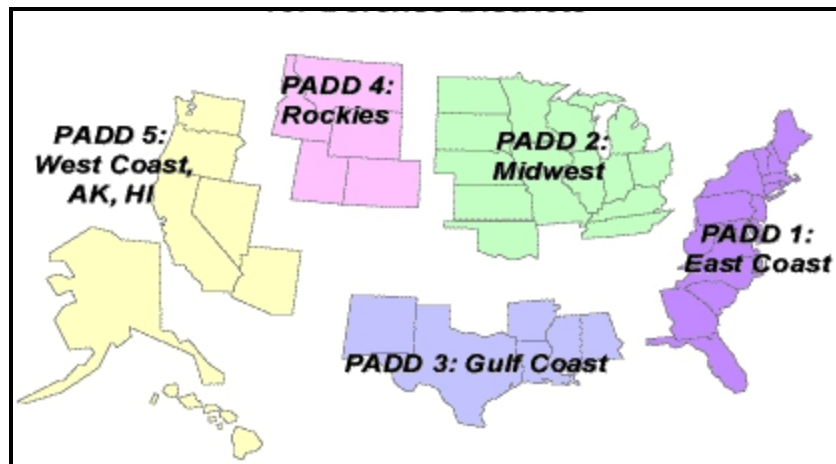 PADD 4:
Rockies
PADD 5:
West Coast,
AK, HI
PADD 2:
Midwest
PADD 1:
East Coast
PADD 3: Gulf Coast